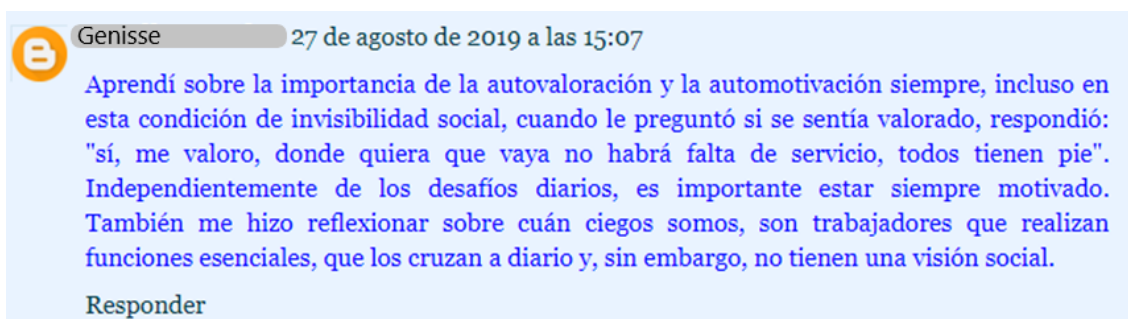 Genisse 27 de agosto de 2019 a las 15:07
Aprendí sobre la importancia de la autovaloración y la automotivación siempre, incluso en
esta condición de invisibilidad social, cuando le preguntó si se sentía valorado, respondió:
"sí, me valoro, donde quiera que vaya no habrá falta de servicio, todos tienen pie".
Independientemente de los desafíos diarios, es importante estar siempre motivado.
También me hizo reflexionar sobre cuán ciegos somos, son trabajadores que realizan
funciones esenciales, que los cruzan a diario y, sin embargo, no tienen una visión social.
Responder